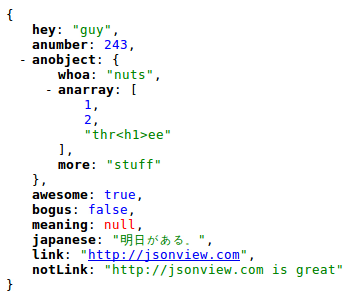 {
hey: "guy",
anumber: 243,
- anobject: {
whoa: "nuts",
- anarray: [
1,
2,
"thr<h1>ee"
],
more: "stuff"
},
awesome: true,
bogus: false,
meaning: null,
japanese: "明日がある。",
link: "http://jsonview.com",
notLink: "http://jsonview.com is great"
}